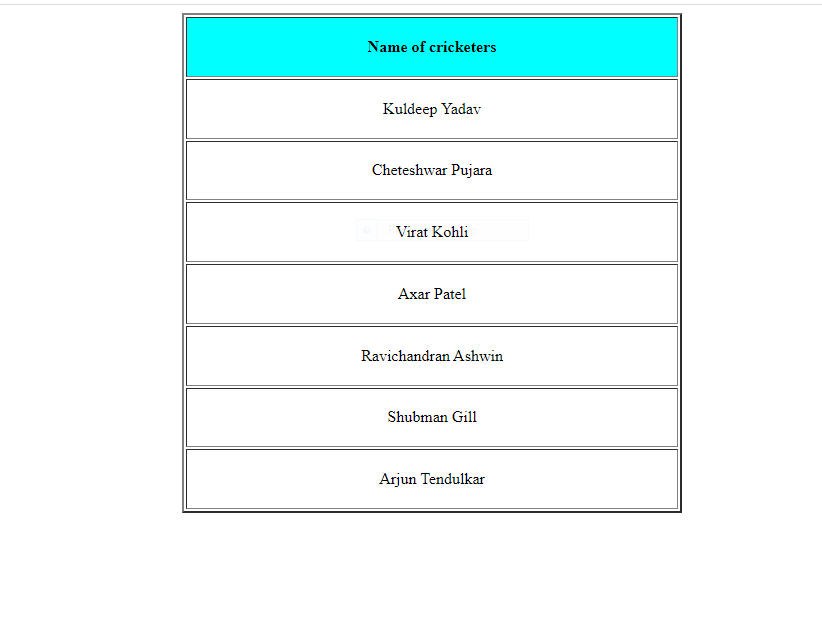 Name of cricketers
Kuldeep Yadav
Cheteshwar Pujara
Virat Kohli
Axar Patel
Ravichandran Ashwin
Shubman Gill
Arjun Tendulkar